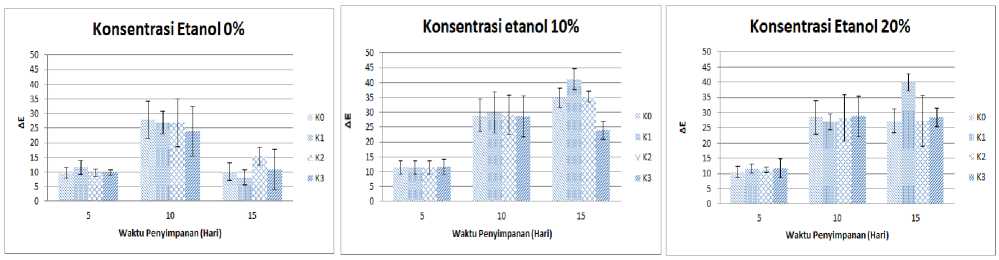 Konsentrasi Etanol 0%
50
45
40
35
30
25
20
15
10
5
0
ΔE
5
10
15
Waktu Penyimpanan (Hari)
K0
K1
K2
K3
Konsentrasi etanol 10%
50
45
40
35
30
25
20
15
10
5
0
ΔE
5
10
15
Waktu Penyimpanan (Hari)
K0
K1
K2
K3
Konsentrasi Etanol 20%
50
45
40
35
30
25
20
15
10
5
0
ΔE
5
10
15
Waktu Penyimpanan (Hari)
K0
K1
K2
K3